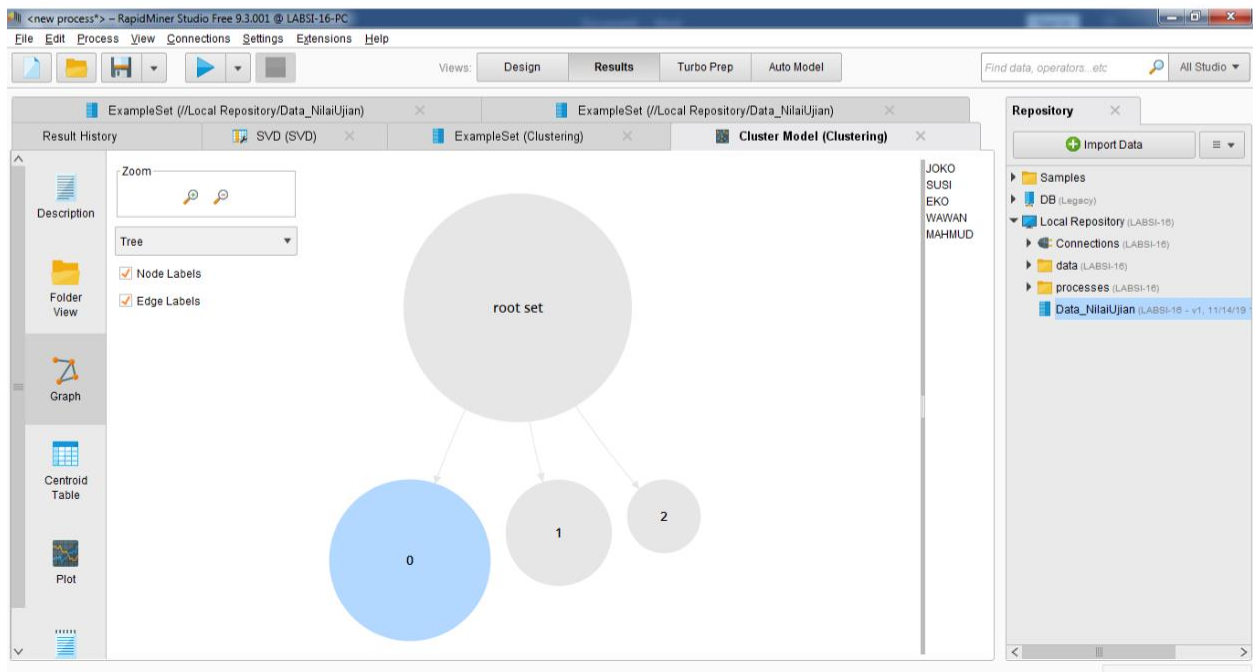 <new process*> – RapidMiner Studio Free 9.3.001 @ LABSI-16-PC
File Edit Process View Connections Settings Extensions Help
Views: Design Results Turbo Prep Auto Model
Find data, operators...etc
All Studio
ExampleSet (//Local Repository/Data_NilaiUjian)
ExampleSet (//Local Repository/Data_NilaiUjian)
Result History
SVD (SVD)
ExampleSet (Clustering)
Cluster Model (Clustering)
Description
Folder
View
Graph
Centroid
Table
Plot
Zoom
Tree
Node Labels
Edge Labels
root set
0
1
2
JOKO
SUSI
EKO
WAWAN
MAHMUD
Repository
Import Data
Samples
DB (Legacy)
Local Repository (LABSI-16)
Connections (LABSI-16)
data (LABSI-16)
processes (LABSI-16)
Data_NilaiUjian (LABSI-16 - v1, 11/14/19